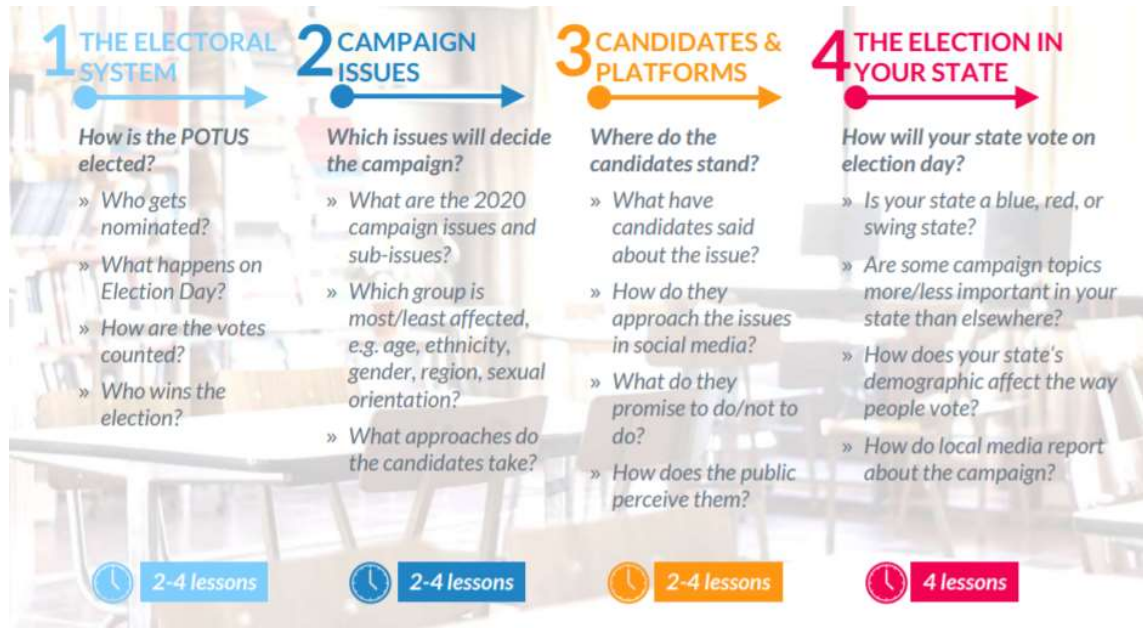 1 THE ELECTORAL
SYSTEM
How is the POTUS
elected?
» Who gets
nominated?
» What happens on
Election Day?
» How are the votes
counted?
» Who wins the
election?
2-4 lessons
2 CAMPAIGN
ISSUES
Which issues will decide
the campaign?
» What are the 2020
campaign issues and
sub-issues?
» Which group is
most/least affected,
e.g. age, ethnicity,
gender, region, sexual
orientation?
» What approaches do
the candidates take?
2-4 lessons
3 CANDIDATES &
PLATFORMS
Where do the
candidates stand?
» What have
candidates said
about the issue?
» How do they
approach the issues
in social media?
» What do they
promise to do/not to
do?
» How does the public
perceive them?
2-4 lessons
4 THE ELECTION IN
YOUR STATE
How will your state vote on
election day?
» Is your state a blue, red, or
swing state?
» Are some campaign topics
more/less important in your
state than elsewhere?
» How does your state's
demographic affect the way
people vote?
» How do local media report
about the campaign?
4 lessons